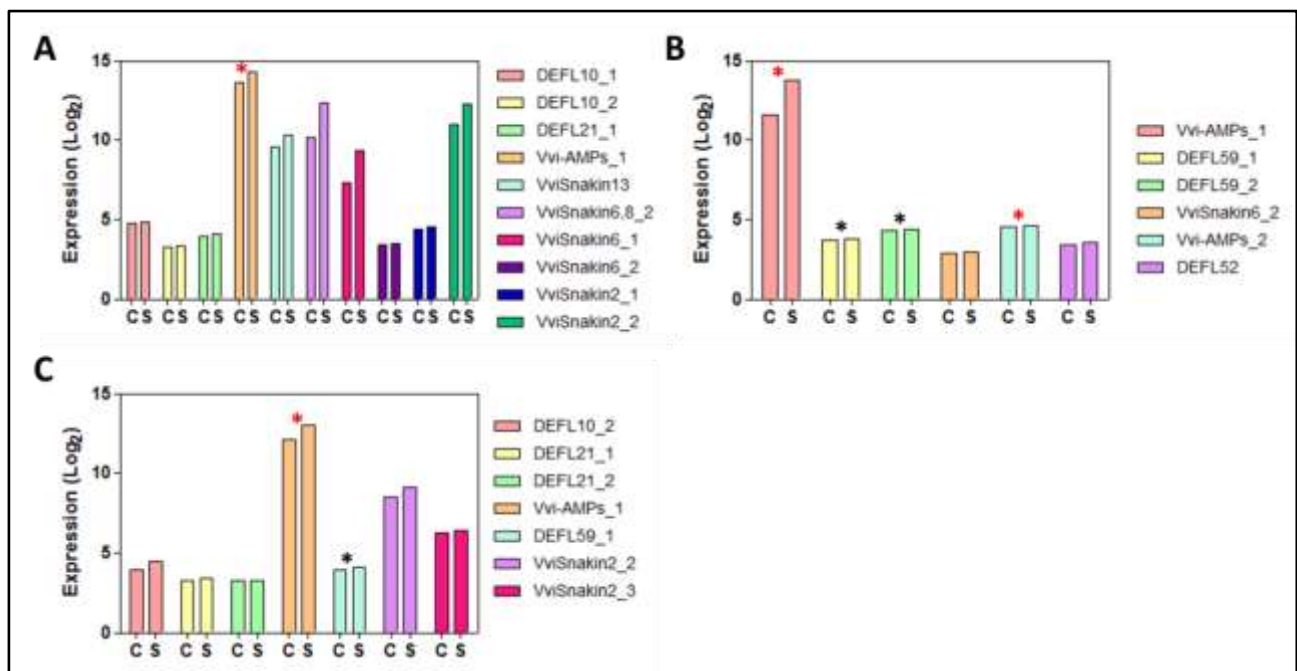 A
Expression (Log2)
15
10
5
0
C S C S C S C S C S C S C S C S C S C S
*
DEFL10_1
DEFL10_2
DEFL21_1
Vvi-AMPs_1
VviSnakin13
VviSnakin6,8_2
VviSnakin6_1
VviSnakin6_2
VviSnakin2_1
VviSnakin2_2
B
Expression (Log2)
15
10
5
0
C S C S C S C S C S C S
*
*
*
*
Vvi-AMPs_1
DEFL59_1
DEFL59_2
VviSnakin6_2
Vvi-AMPs_2
DEFL52
C
Expression (Log2)
15
10
5
0
C S C S C S C S C S C S C S
*
*
DEFL10_2
DEFL21_1
DEFL21_2
Vvi-AMPs_1
DEFL59_1
VviSnakin2_2
VviSnakin2_3